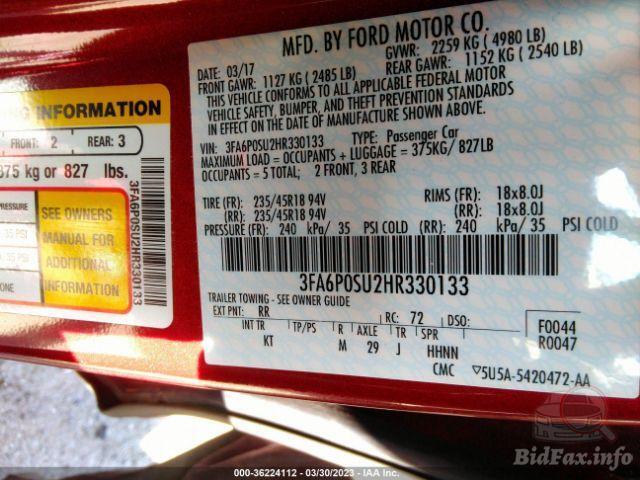 MFD. BY FORD MOTOR CO.
DATE: 03/17 GVWR: 2259 KG ( 4980 LB)
FRONT GAWR: 1127 KG ( 2485 LB) REAR GAWR: 1152 KG ( 2540 LB)
THIS VEHICLE CONFORMS TO ALL APPLICABLE FEDERAL MOTOR
VEHICLE SAFETY, BUMPER, AND THEFT PREVENTION STANDARDS
IN EFFECT ON THE DATE OF MANUFACTURE SHOWN ABOVE.
VIN: 3FA6P0SU2HR330133 TYPE: Passenger Car
MAXIMUM LOAD = OCCUPANTS + LUGGAGE = 375KG/ 827LB
OCCUPANTS = 5 TOTAL; 2 FRONT, 3 REAR
TIRE (FR): 235/45R18 94V RIMS (FR): 18x8.0J
(RR): 235/45R18 94V (RR): 18x8.0J
PRESSURE (FR): 240 kPa/ 35 PSI COLD (RR): 240 kPa/ 35 PSI COLD
3FA6P0SU2HR330133
TRAILER TOWING - SEE OWNER GUIDE
EXT PNT: RR RC: 72 DSO:
INT TR TP/PS R AXLE TR SPR
KT M 29 J HHNN
CMC
F0044
R0047
5U5A-5420472-AA
INFORMATION
FRONT: 2 REAR: 3
375 kg or 827 lbs.
PRESSURE
35 PSI
35 PSI
SEE OWNERS
MANUAL FOR
ADDITIONAL
INFORMATION
3FA6P0SU2HR330133
000-36224112 — 03/30/2023 — IAA Inc.
BidFax.info